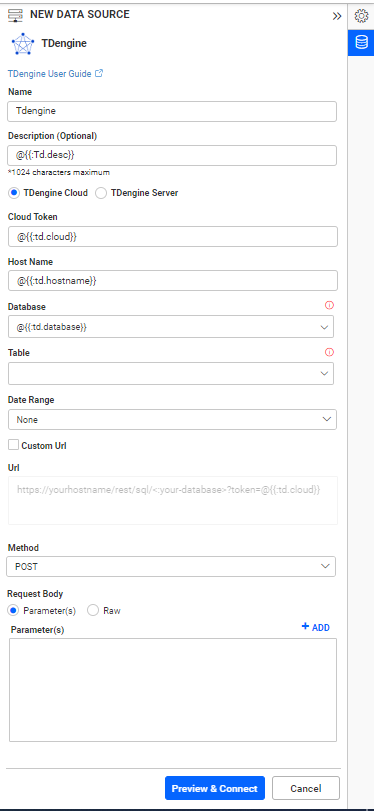 NEW DATA SOURCE
TDengine
TDengine User Guide
Name
Tdengine
Description (Optional)
@{{:Td.desc}}
*1024 characters maximum
TDengine Cloud TDengine Server
Cloud Token
@{{:td.cloud}}
Host Name
@{{:td.hostname}}
Database
@{{:td.database}}
Table
Date Range
None
Custom Url
Url
https://yourhostname/rest/sql/<:your-database>?token=@{{:td.cloud}}
Method
POST
Request Body
Parameter(s) Raw
Parameter(s) + ADD
Preview & Connect Cancel